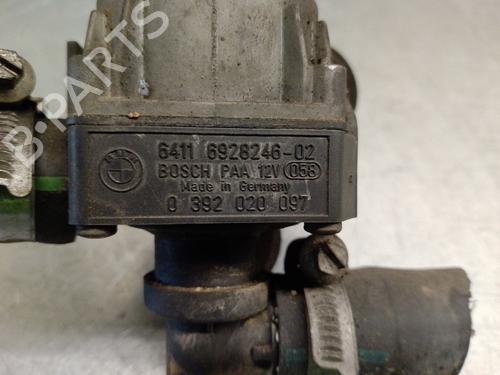 B-PARTS
6411 6928246-02
BOSCH PAA 12V 058
Made in Germany
0 392 020 097